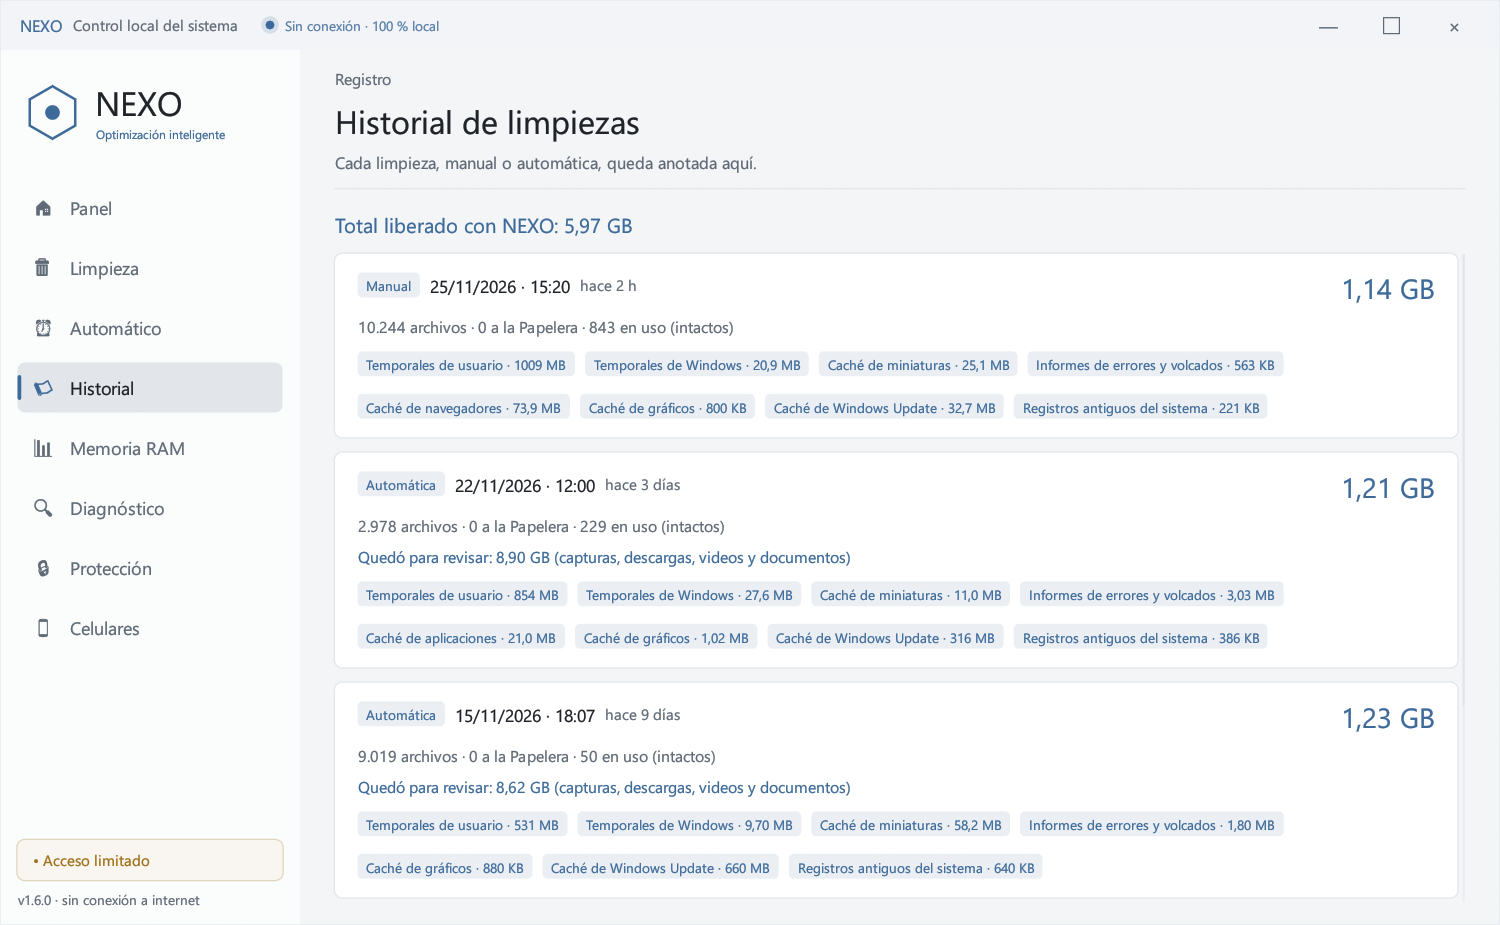 NEXO Control local del sistema Sin conexión · 100 % local
NEXO
Optimización inteligente
Panel
Limpieza
Automático
Historial
Memoria RAM
Diagnóstico
Protección
Celulares
• Acceso limitado
v1.6.0 · sin conexión a internet
Registro
Historial de limpiezas
Cada limpieza, manual o automática, queda anotada aquí.
Total liberado con NEXO: 5,97 GB
Manual 25/11/2026 · 15:20 hace 2 h 1,14 GB
10.244 archivos · 0 a la Papelera · 843 en uso (intactos)
Temporales de usuario · 1009 MB Temporales de Windows · 20,9 MB Caché de miniaturas · 25,1 MB Informes de errores y volcados · 563 KB
Caché de navegadores · 73,9 MB Caché de gráficos · 800 KB Caché de Windows Update · 32,7 MB Registros antiguos del sistema · 221 KB
Automática 22/11/2026 · 12:00 hace 3 días 1,21 GB
2.978 archivos · 0 a la Papelera · 229 en uso (intactos)
Quedó para revisar: 8,90 GB (capturas, descargas, videos y documentos)
Temporales de usuario · 854 MB Temporales de Windows · 27,6 MB Caché de miniaturas · 11,0 MB Informes de errores y volcados · 3,03 MB
Caché de aplicaciones · 21,0 MB Caché de gráficos · 1,02 MB Caché de Windows Update · 316 MB Registros antiguos del sistema · 386 KB
Automática 15/11/2026 · 18:07 hace 9 días 1,23 GB
9.019 archivos · 0 a la Papelera · 50 en uso (intactos)
Quedó para revisar: 8,62 GB (capturas, descargas, videos y documentos)
Temporales de usuario · 531 MB Temporales de Windows · 9,70 MB Caché de miniaturas · 58,2 MB Informes de errores y volcados · 1,80 MB
Caché de gráficos · 880 KB Caché de Windows Update · 660 MB Registros antiguos del sistema · 640 KB